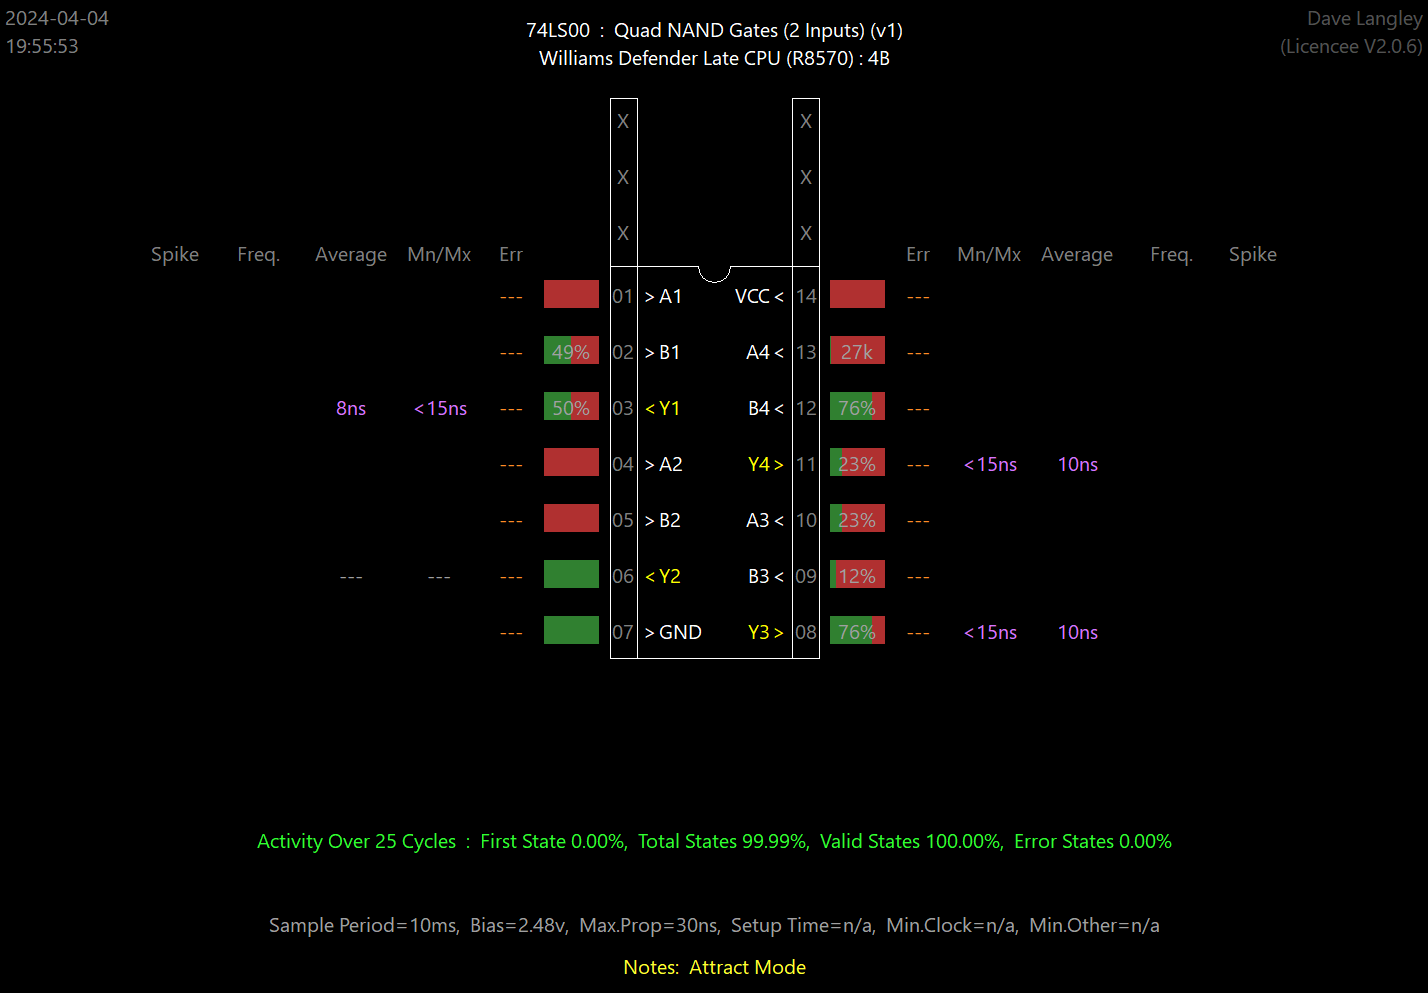 2024-04-04
19:55:53
74LS00 : Quad NAND Gates (2 Inputs) (v1)
Williams Defender Late CPU (R8570) : 4B
Dave Langley
(Licencee V2.0.6)
X X
X X
X X
Spike Freq. Average Mn/Mx Err Err Mn/Mx Average Freq. Spike
--- 01 > A1 VCC < 14 ---
--- 49% 02 > B1 A4 < 13 27k ---
8ns <15ns --- 50% 03 < Y1 B4 < 12 76% ---
--- 04 > A2 Y4 > 11 23% --- <15ns 10ns
--- 05 > B2 A3 < 10 23% ---
--- --- --- 06 < Y2 B3 < 09 12% ---
--- 07 > GND Y3 > 08 76% --- <15ns 10ns
Activity Over 25 Cycles : First State 0.00%, Total States 99.99%, Valid States 100.00%, Error States 0.00%
Sample Period=10ms, Bias=2.48v, Max.Prop=30ns, Setup Time=n/a, Min.Clock=n/a, Min.Other=n/a
Notes: Attract Mode